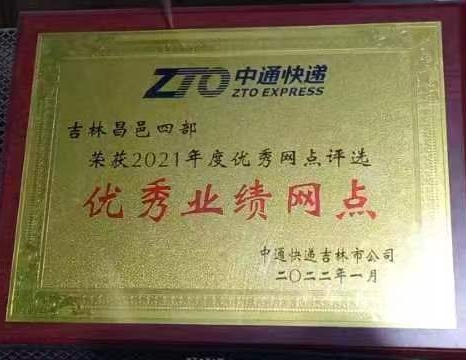 ZTO 中通快递
ZTO EXPRESS
吉林昌邑四部
荣获2021年度优秀网点评选
优秀业绩网点
中通快递吉林市公司
二〇二二年一月